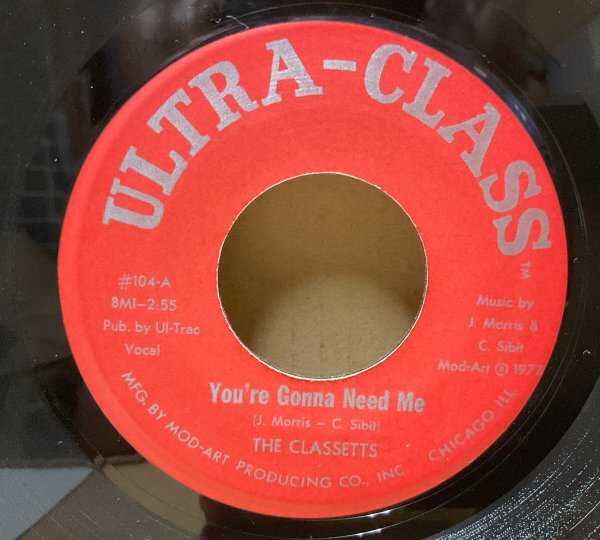 ULTRA-CLASS TM
#104-A
BMI-2:55
Pub. by Ul-Trac
Vocal
Music by
J. Morris &
C. Sibit
Mod-Art ℗ 1972
You're Gonna Need Me
(J. Morris - C. Sibit)
THE CLASSETTS
MFG. BY MOD-ART PRODUCING CO., INC. CHICAGO ILL